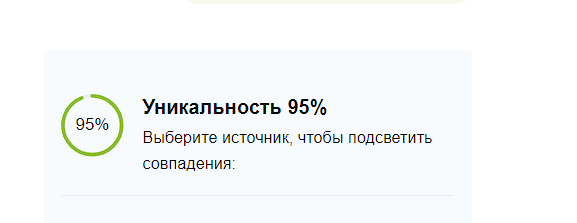 95%
Уникальность 95%
Выберите источник, чтобы подсветить
совпадения: